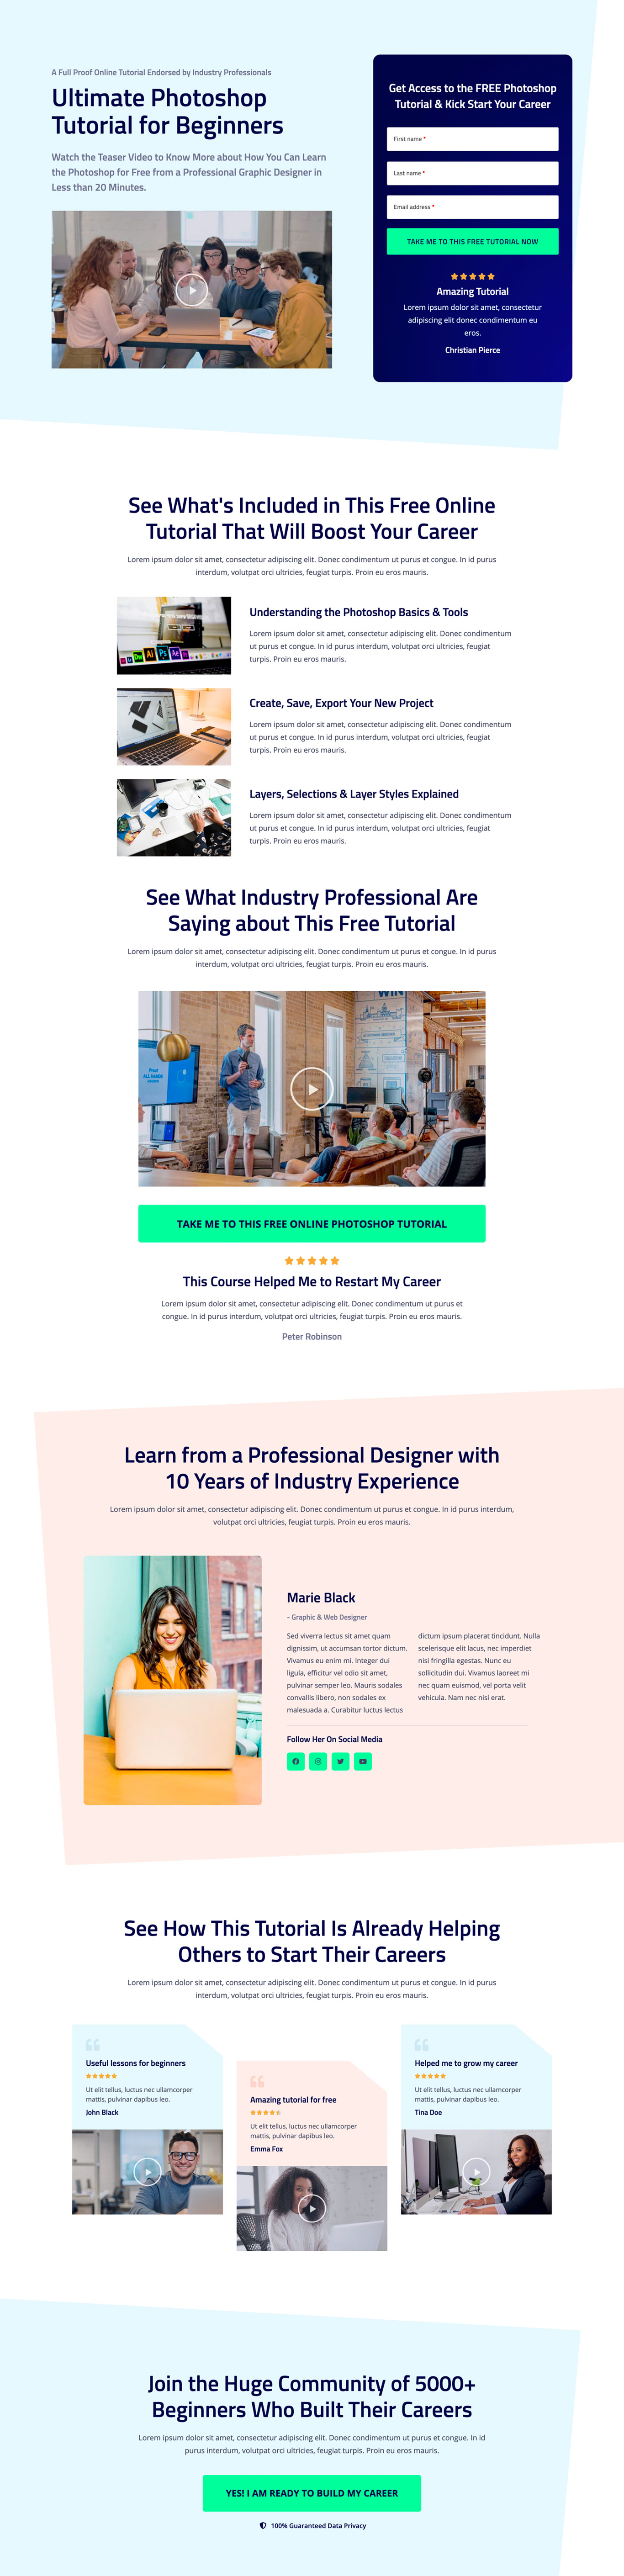 A Full Proof Online Tutorial Endorsed by Industry Professionals
Ultimate Photoshop
Tutorial for Beginners
Watch the Teaser Video to Know More about How You Can Learn
the Photoshop for Free from a Professional Graphic Designer in
Less than 20 Minutes.
Get Access to the FREE Photoshop
Tutorial & Kick Start Your Career
First name *
Last name *
Email address *
TAKE ME TO THIS FREE TUTORIAL NOW
Amazing Tutorial
Lorem ipsum dolor sit amet, consectetur
adipiscing elit donec condimentum eu
eros.
Christian Pierce
See What's Included in This Free Online
Tutorial That Will Boost Your Career
Lorem ipsum dolor sit amet, consectetur adipiscing elit. Donec condimentum ut purus et congue. In id purus
interdum, volutpat orci ultricies, feugiat turpis. Proin eu eros mauris.
Dw Ai Ps Ae
Understanding the Photoshop Basics & Tools
Lorem ipsum dolor sit amet, consectetur adipiscing elit. Donec condimentum
ut purus et congue. In id purus interdum, volutpat orci ultricies, feugiat
turpis. Proin eu eros mauris.
Create, Save, Export Your New Project
Lorem ipsum dolor sit amet, consectetur adipiscing elit. Donec condimentum
ut purus et congue. In id purus interdum, volutpat orci ultricies, feugiat
turpis. Proin eu eros mauris.
Layers, Selections & Layer Styles Explained
Lorem ipsum dolor sit amet, consectetur adipiscing elit. Donec condimentum
ut purus et congue. In id purus interdum, volutpat orci ultricies, feugiat
turpis. Proin eu eros mauris.
See What Industry Professional Are
Saying about This Free Tutorial
Lorem ipsum dolor sit amet, consectetur adipiscing elit. Donec condimentum ut purus et congue. In id purus
interdum, volutpat orci ultricies, feugiat turpis. Proin eu eros mauris.
WIN
Proof
ALL HANDS
TAKE ME TO THIS FREE ONLINE PHOTOSHOP TUTORIAL
This Course Helped Me to Restart My Career
Lorem ipsum dolor sit amet, consectetur adipiscing elit. Donec condimentum ut purus et
congue. In id purus interdum, volutpat orci ultricies, feugiat turpis. Proin eu eros mauris.
Peter Robinson
Learn from a Professional Designer with
10 Years of Industry Experience
Lorem ipsum dolor sit amet, consectetur adipiscing elit. Donec condimentum ut purus et congue. In id purus interdum,
volutpat orci ultricies, feugiat turpis. Proin eu eros mauris.
Marie Black
- Graphic & Web Designer
Sed viverra lectus sit amet quam
dignissim, ut accumsan tortor dictum.
Vivamus eu enim mi. Integer dui
ligula, efficitur vel odio sit amet,
pulvinar semper leo. Mauris sodales
convallis libero, non sodales ex
malesuada a. Curabitur luctus lectus
dictum ipsum placerat tincidunt. Nulla
scelerisque elit lacus, nec imperdiet
nisi fringilla egestas. Nunc eu
sollicitudin dui. Vivamus laoreet mi
nec quam euismod, vel porta velit
vehicula. Nam nec nisi erat.
Follow Her On Social Media
See How This Tutorial Is Already Helping
Others to Start Their Careers
Lorem ipsum dolor sit amet, consectetur adipiscing elit. Donec condimentum ut purus et congue. In id purus
interdum, volutpat orci ultricies, feugiat turpis. Proin eu eros mauris.
Useful lessons for beginners
Ut elit tellus, luctus nec ullamcorper
mattis, pulvinar dapibus leo.
John Black
Amazing tutorial for free
Ut elit tellus, luctus nec ullamcorper
mattis, pulvinar dapibus leo.
Emma Fox
Helped me to grow my career
Ut elit tellus, luctus nec ullamcorper
mattis, pulvinar dapibus leo.
Tina Doe
Join the Huge Community of 5000+
Beginners Who Built Their Careers
Lorem ipsum dolor sit amet, consectetur adipiscing elit. Donec condimentum ut purus et congue. In id
purus interdum, volutpat orci ultricies, feugiat turpis. Proin eu eros mauris.
YES! I AM READY TO BUILD MY CAREER
100% Guaranteed Data Privacy